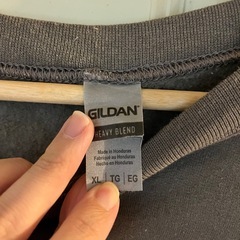 GILDAN
HEAVY BLEND
Made in Honduras
Fabriqué au Honduras
Hecho en Honduras
XL TG EG